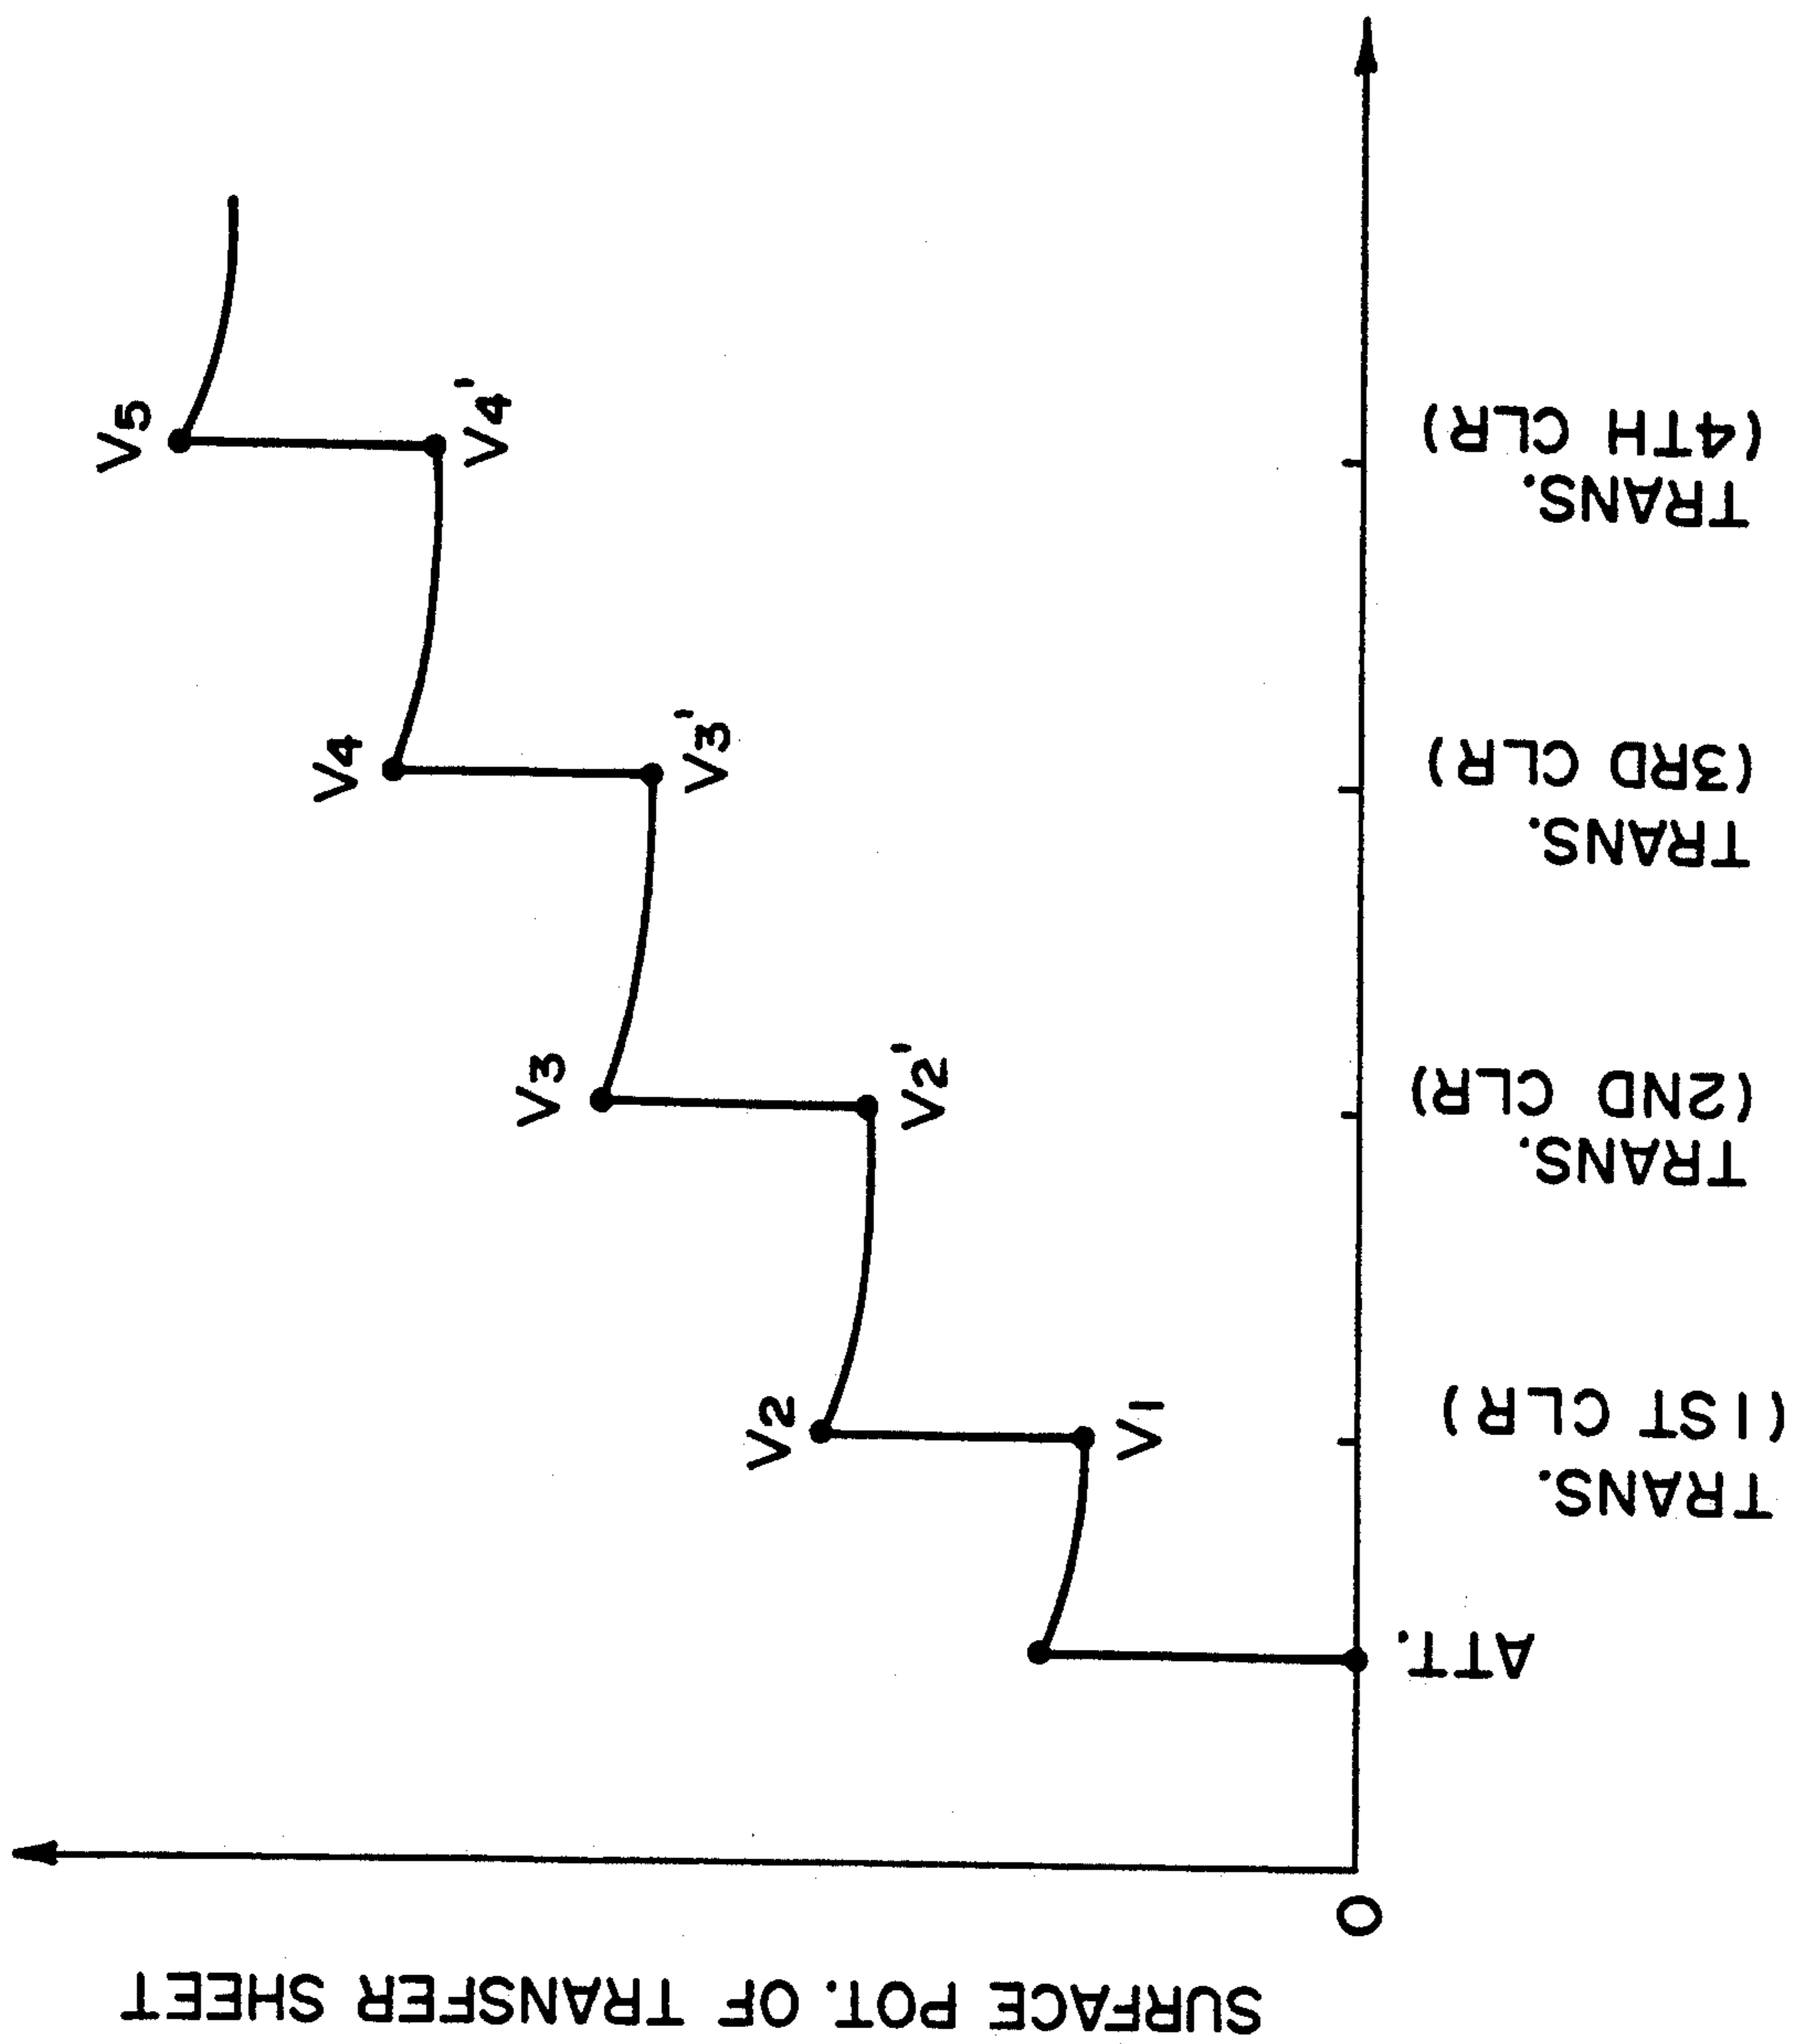 SURFACE POT. OF TRANSFER SHEET
V5
V4'
V4
V3'
V3
V2'
V2
V1
0
ATT.
TRANS.
(1ST CLR)
TRANS.
(2ND CLR)
TRANS.
(3RD CLR)
TRANS.
(4TH CLR)